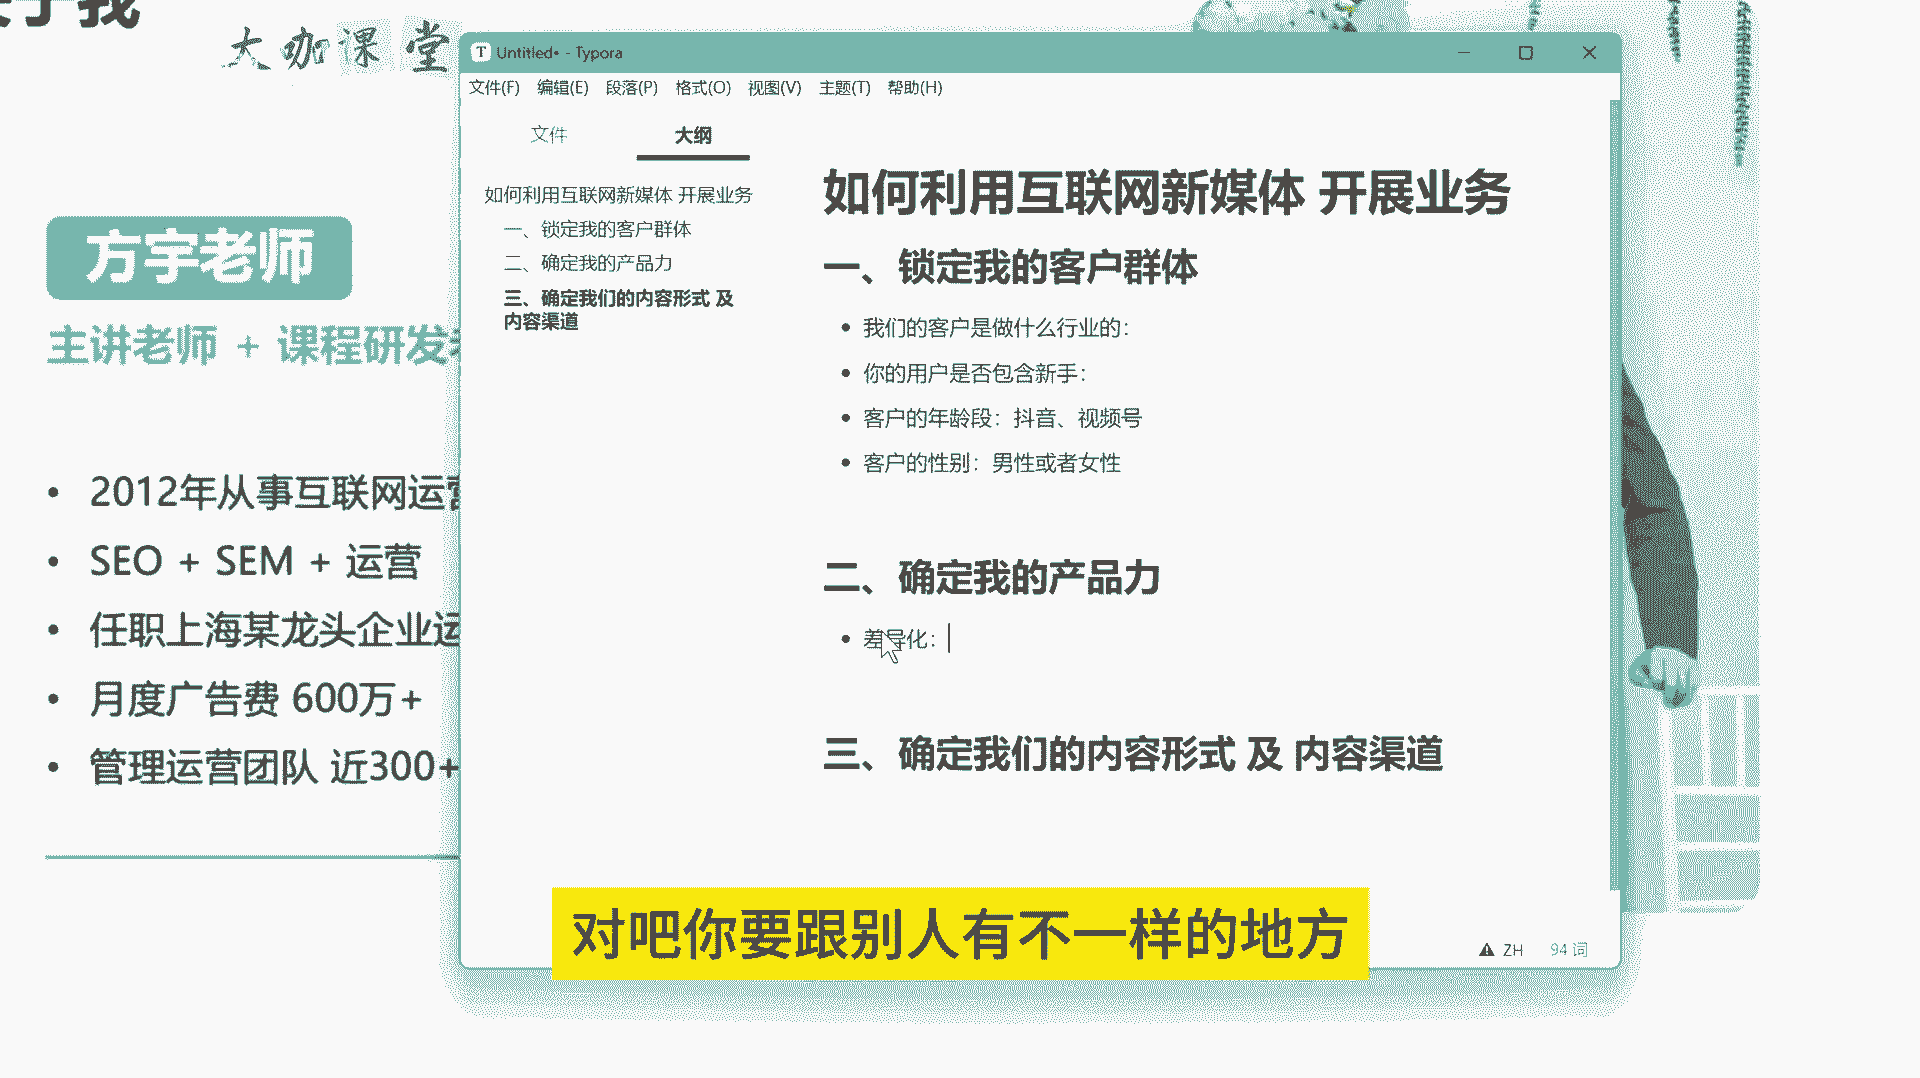 大咖课堂
方宇老师
主讲老师 + 课程研发
• 2012年从事互联网运营
• SEO + SEM + 运营
• 任职上海某龙头企业运
• 月度广告费 600万+
• 管理运营团队 近300+
Untitled• - Typora
文件(F) 编辑(E) 段落(P) 格式(O) 视图(V) 主题(T) 帮助(H)
文件 大纲
如何利用互联网新媒体 开展业务
一、锁定我的客户群体
二、确定我的产品力
三、确定我们的内容形式 及
内容渠道
如何利用互联网新媒体 开展业务
一、锁定我的客户群体
• 我们的客户是做什么行业的：
• 你的用户是否包含新手：
• 客户的年龄段：抖音、视频号
• 客户的性别：男性或者女性
二、确定我的产品力
• 差异化：
三、确定我们的内容形式 及 内容渠道
ZH 94 词
对吧你要跟别人有不一样的地方